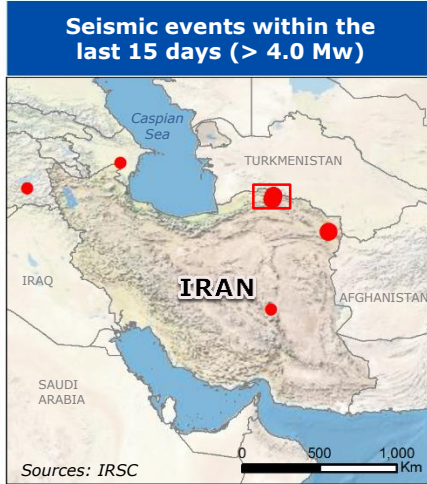 Seismic events within the
last 15 days (> 4.0 Mw)
Caspian
Sea
TURKMENISTAN
IRAQ
IRAN
AFGHANISTAN
SAUDI
ARABIA
0 500 1,000
Km
Sources: IRSC